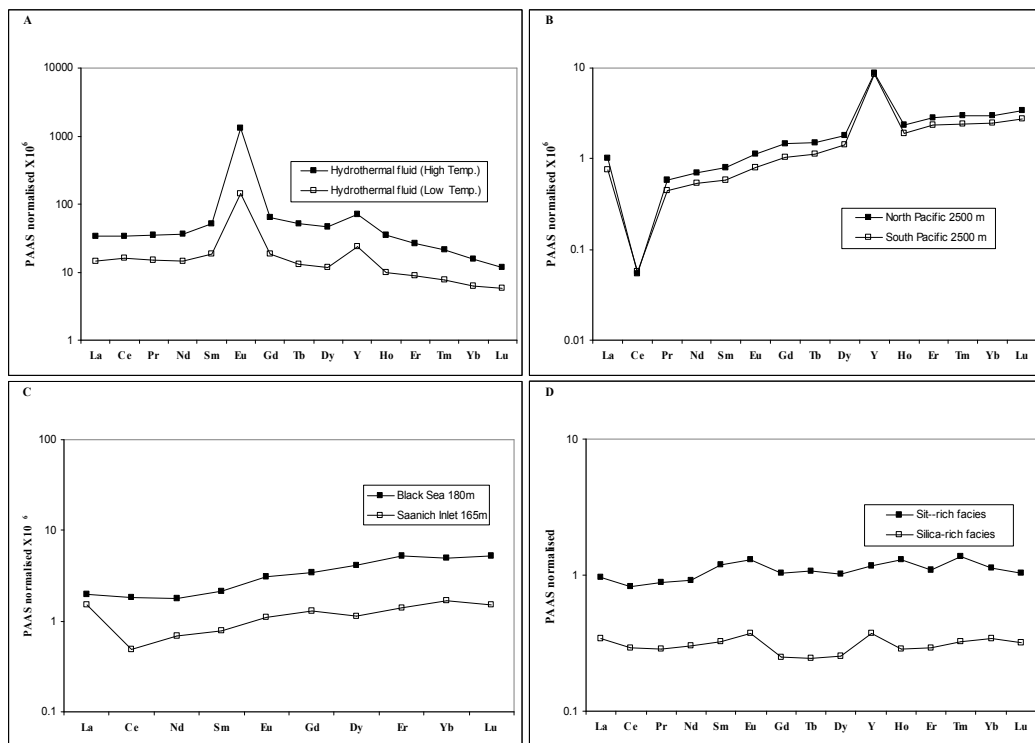 A
10000
1000
100
10
1
PAAS normalised X10⁶
Hydrothermal fluid (High Temp.)
Hydrothermal fluid (Low Temp.)
La Ce Pr Nd Sm Eu Gd Tb Dy Y Ho Er Tm Yb Lu
B
10
1
0.1
0.01
PAAS normalised X10⁶
North Pacific 2500 m
South Pacific 2500 m
La Ce Pr Nd Sm Eu Gd Tb Dy Y Ho Er Tm Yb Lu
C
100
10
1
0.1
PAAS normalised X10⁻⁶
Black Sea 180m
Saanich Inlet 165m
La Ce Nd Sm Eu Gd Dy Er Yb Lu
D
10
1
0.1
PAAS normalised
Sit--rich facies
Silica-rich facies
La Ce Pr Nd Sm Eu Gd Tb Dy Y Ho Er Tm Yb Lu